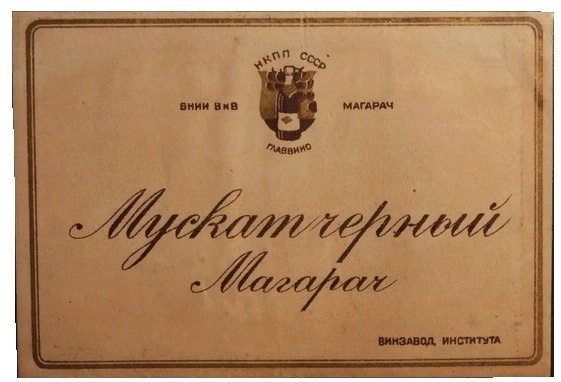 НКПП СССР
ВНИИ ВиВ МАГАРАЧ
ГЛАВВИНО
Мускат черный
Магарач
ВИНЗАВОД ИНСТИТУТА